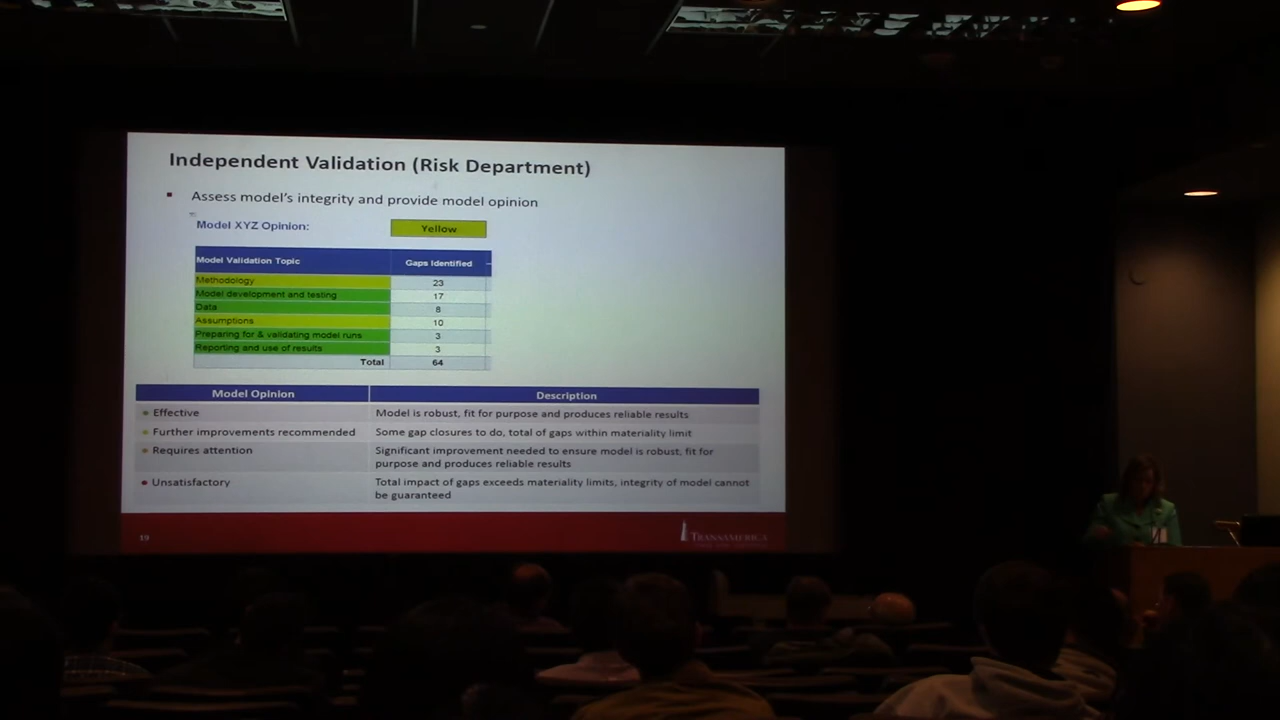 Independent Validation (Risk Department)
Assess model's integrity and provide model opinion
Model XYZ Opinion: Yellow
Model Validation Topic Gaps Identified
Methodology 23
Model development and testing 17
Data 8
Assumptions 10
Preparing for & validating model runs 3
Reporting and use of results 3
Total 64
Model Opinion Description
Effective Model is robust, fit for purpose and produces reliable results
Further improvements recommended Some gap closures to do, total of gaps within materiality limit
Requires attention Significant improvement needed to ensure model is robust, fit for
purpose and produces reliable results
Unsatisfactory Total impact of gaps exceeds materiality limits, integrity of model cannot
be guaranteed
19
TRANSAMERICA